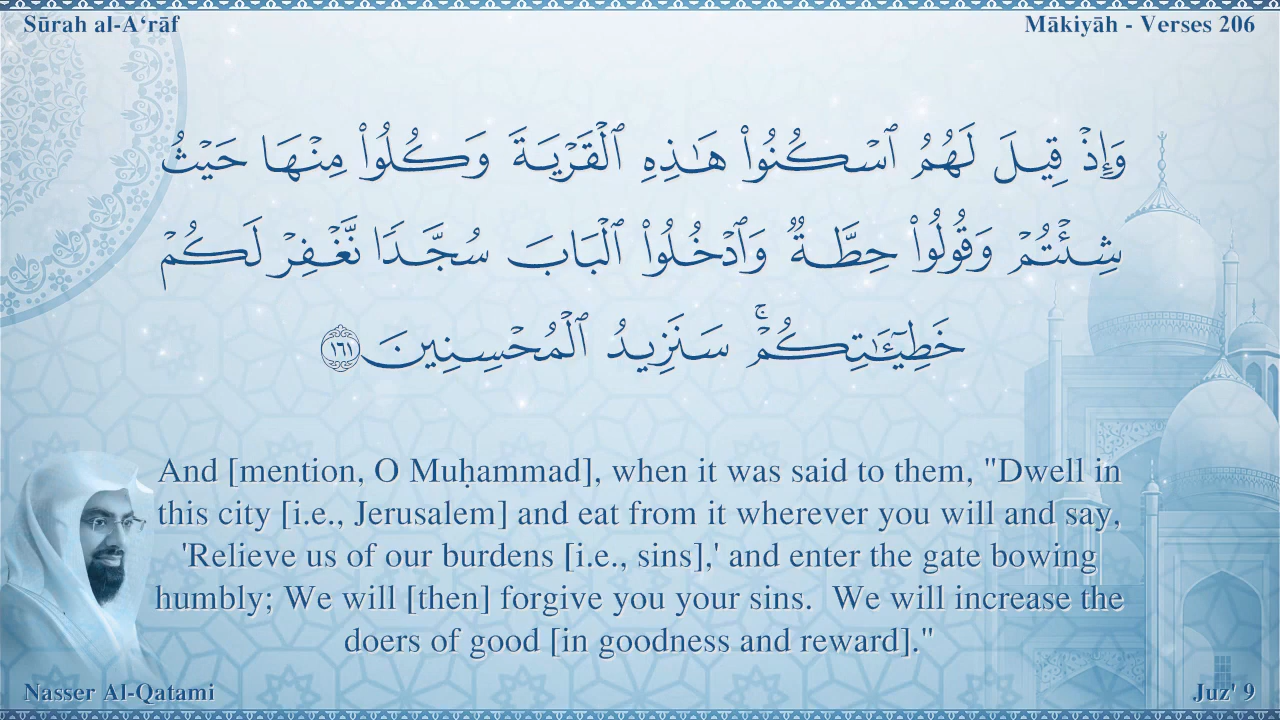 Sūrah al-A‘rāf
Mākiyāh - Verses 206
وَإِذْ قِيلَ لَهُمُ ٱسْكُنُوا۟ هَـٰذِهِ ٱلْقَرْيَةَ وَكُلُوا۟ مِنْهَا حَيْثُ
شِئْتُمْ وَقُولُوا۟ حِطَّةٌ وَٱدْخُلُوا۟ ٱلْبَابَ سُجَّدًا نَّغْفِرْ لَكُمْ
خَطِيٓـَٔـٰتِكُمْ ۚ سَنَزِيدُ ٱلْمُحْسِنِينَ ١٦١
And [mention, O Muḥammad], when it was said to them, "Dwell in
this city [i.e., Jerusalem] and eat from it wherever you will and say,
'Relieve us of our burdens [i.e., sins],' and enter the gate bowing
humbly; We will [then] forgive you your sins.  We will increase the
doers of good [in goodness and reward]."
Nasser Al-Qatami
Juz' 9